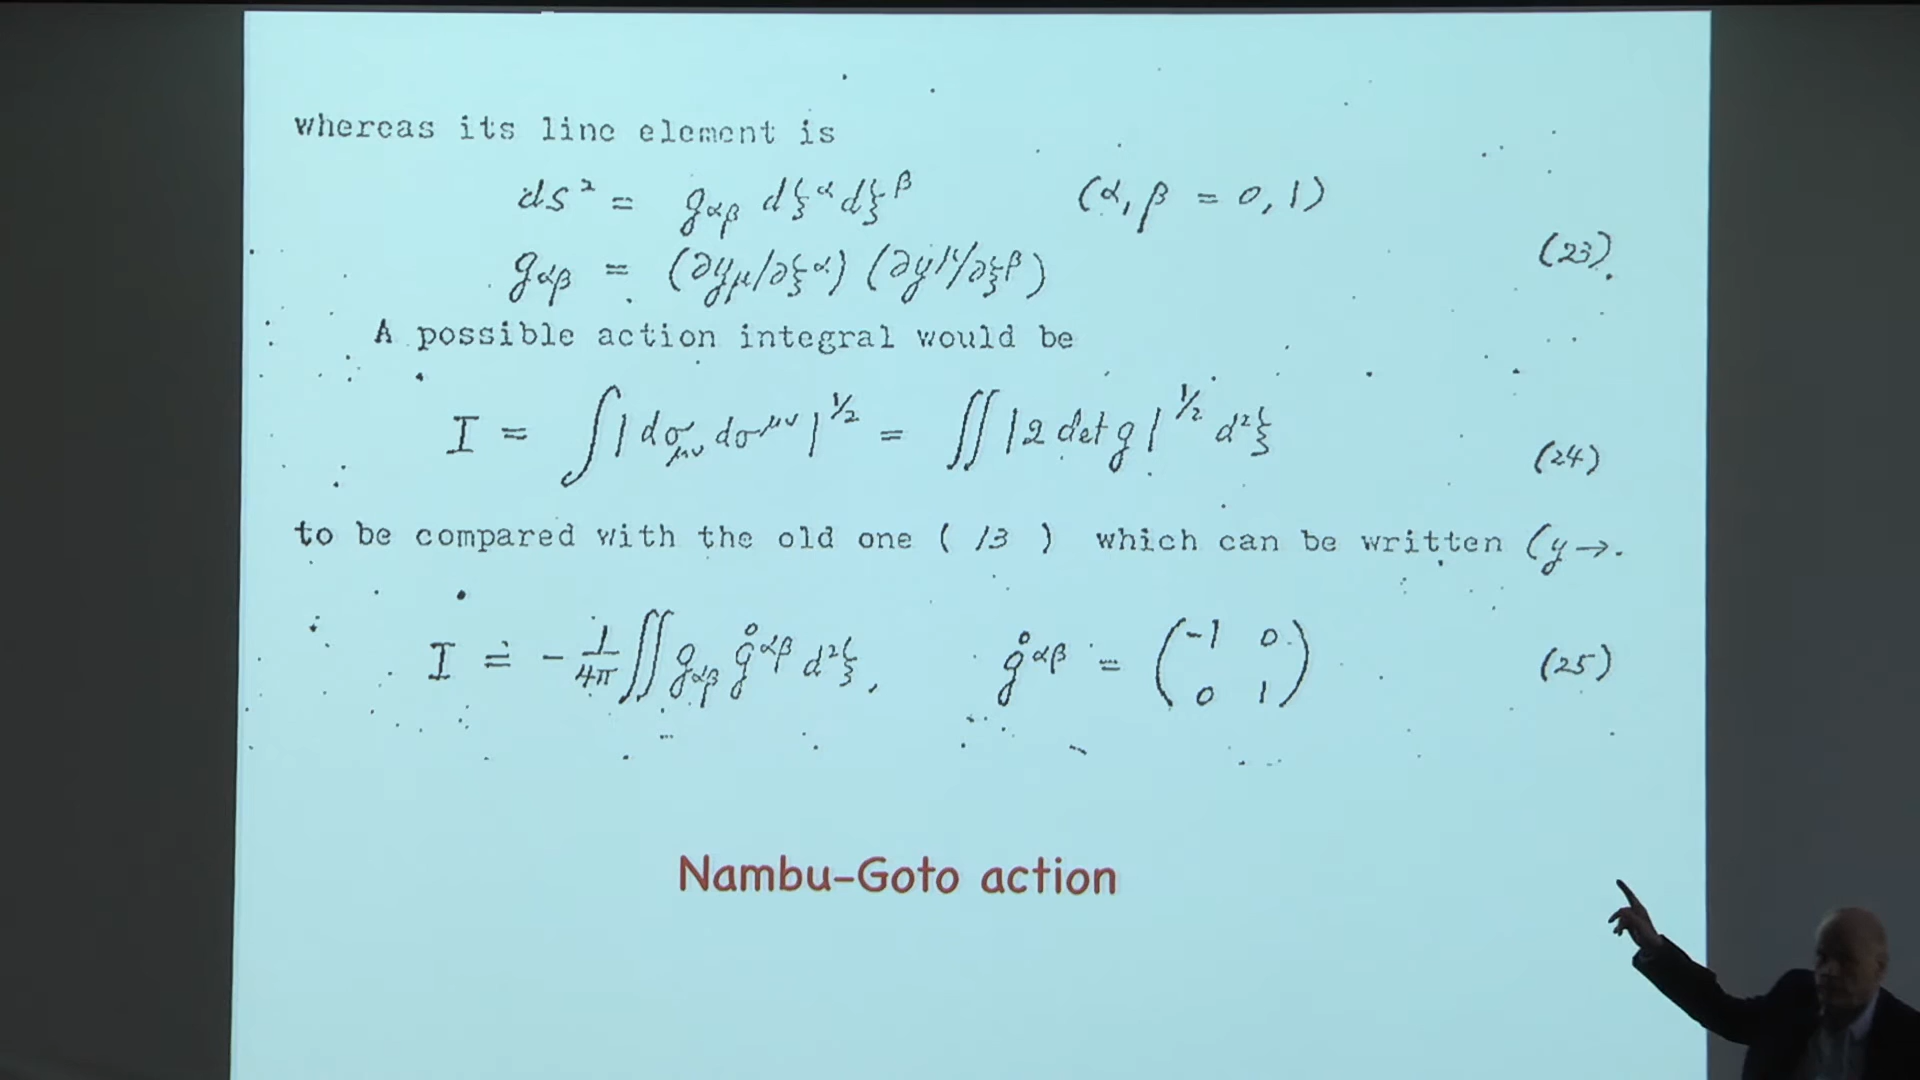 whereas its line element is
ds² = g_αβ dξ^α dξ^β (α, β = 0, 1)
g_αβ = (∂y_μ/∂ξ^α) (∂y^μ/∂ξ^β) (23).
A possible action integral would be
I = ∫ | dσ_μν dσ^μν |^1/2 = ∬ | 2 det g |^1/2 d²ξ (24)
to be compared with the old one ( 13 ) which can be written (y →
I = - 1/4π ∬ g_αβ g̊^αβ d²ξ, g̊^αβ = (-1 0 0 1) (25)
Nambu-Goto action